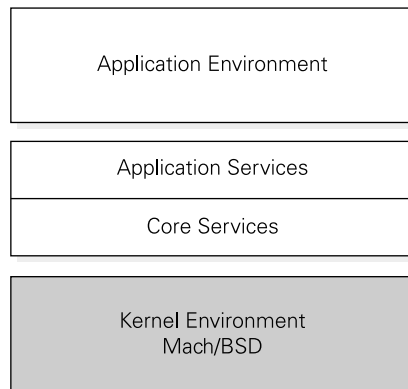 Application Environment
Application Services
Core Services
Kernel Environment
Mach/BSD